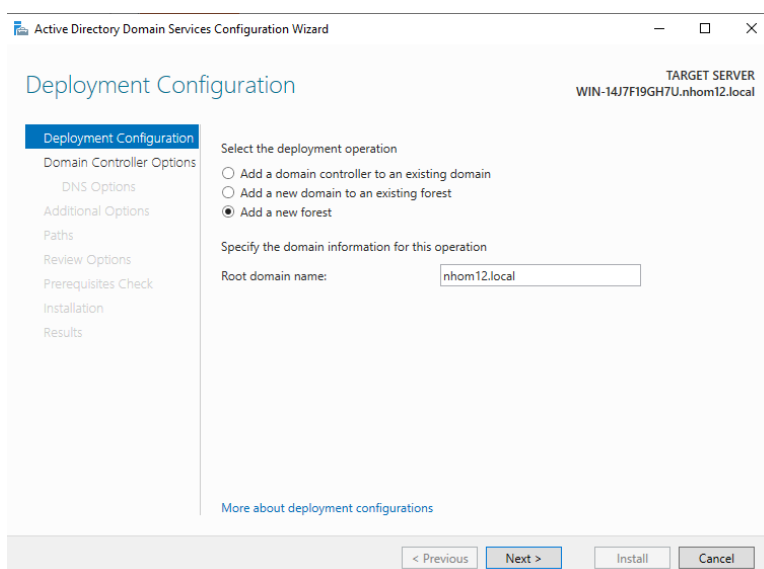 Active Directory Domain Services Configuration Wizard
Deployment Configuration
TARGET SERVER
WIN-14J7F19GH7U.nhom12.local
Deployment Configuration
Domain Controller Options
DNS Options
Additional Options
Paths
Review Options
Prerequisites Check
Installation
Results
Select the deployment operation
Add a domain controller to an existing domain
Add a new domain to an existing forest
Add a new forest
Specify the domain information for this operation
Root domain name: nhom12.local
More about deployment configurations
< Previous Next > Install Cancel